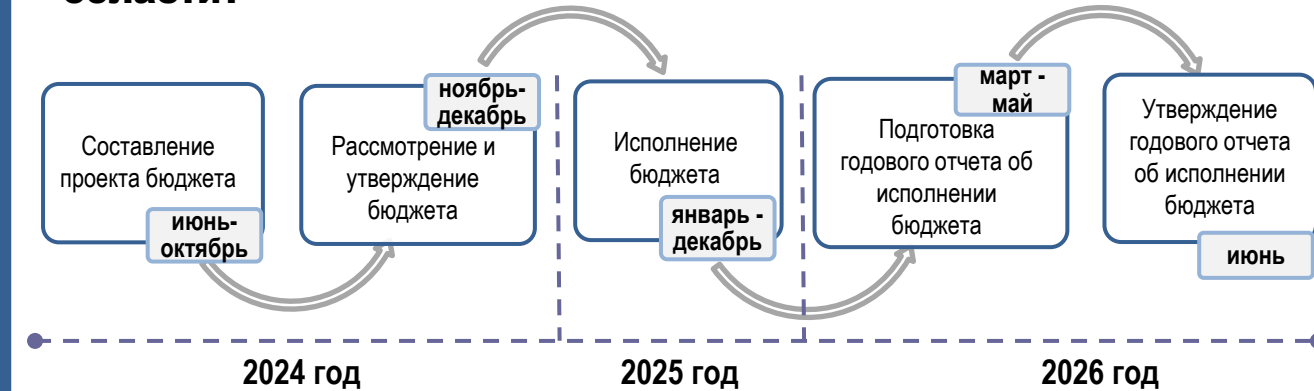 ноябрь-
декабрь
март -
май
Составление
проекта бюджета
июнь-
октябрь
Рассмотрение и
утверждение
бюджета
Исполнение
бюджета
январь -
декабрь
Подготовка
годового отчета об
исполнении
бюджета
Утверждение
годового отчета
об исполнении
бюджета
июнь
2024 год
2025 год
2026 год